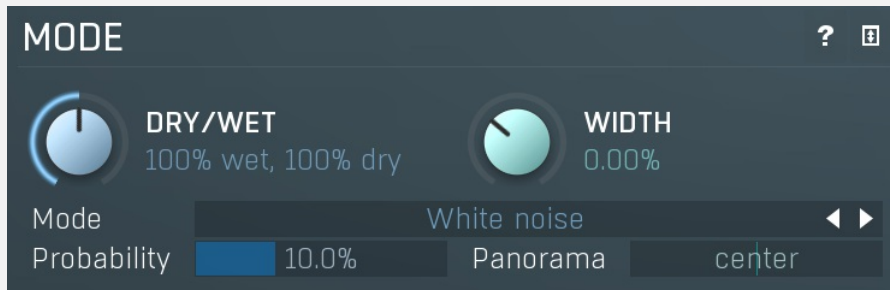 MODE ?
DRY/WET
100% wet, 100% dry
WIDTH
0.00%
Mode White noise
Probability 10.0% Panorama center